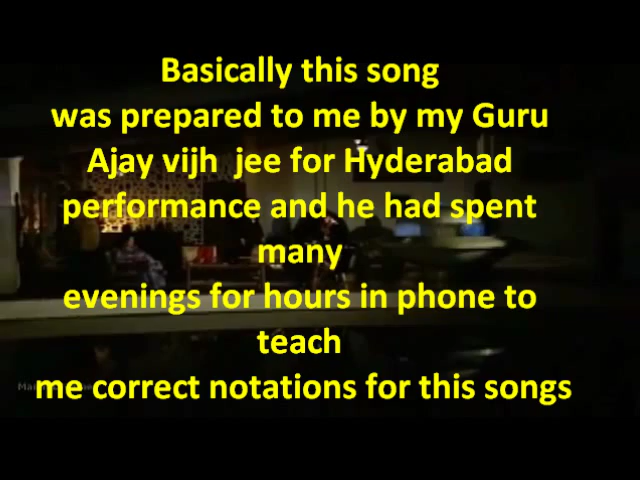 Basically this song
was prepared to me by my Guru
Ajay vijh jee for Hyderabad
performance and he had spent
many
evenings for hours in phone to
teach
me correct notations for this songs